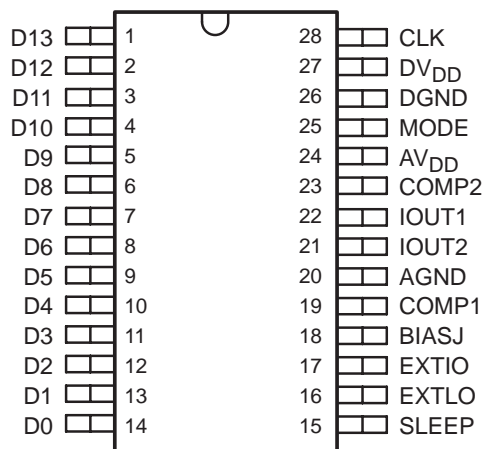 D13 1 28 CLK
D12 2 27 DVDD
D11 3 26 DGND
D10 4 25 MODE
D9 5 24 AVDD
D8 6 23 COMP2
D7 7 22 IOUT1
D6 8 21 IOUT2
D5 9 20 AGND
D4 10 19 COMP1
D3 11 18 BIASJ
D2 12 17 EXTIO
D1 13 16 EXTLO
D0 14 15 SLEEP